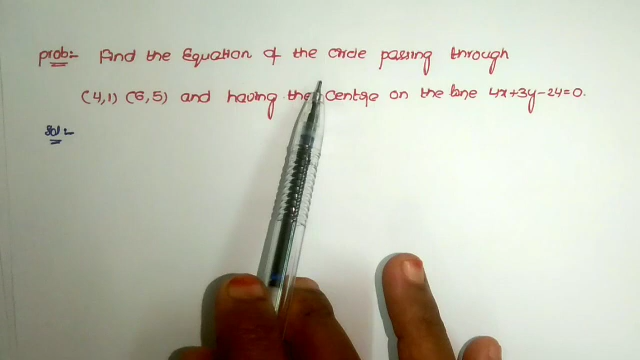 prob:- Find the Equation of the circle passing through
(4,1) (6,5) and having the centre on the line 4x+3y-24=0.
Sol:-